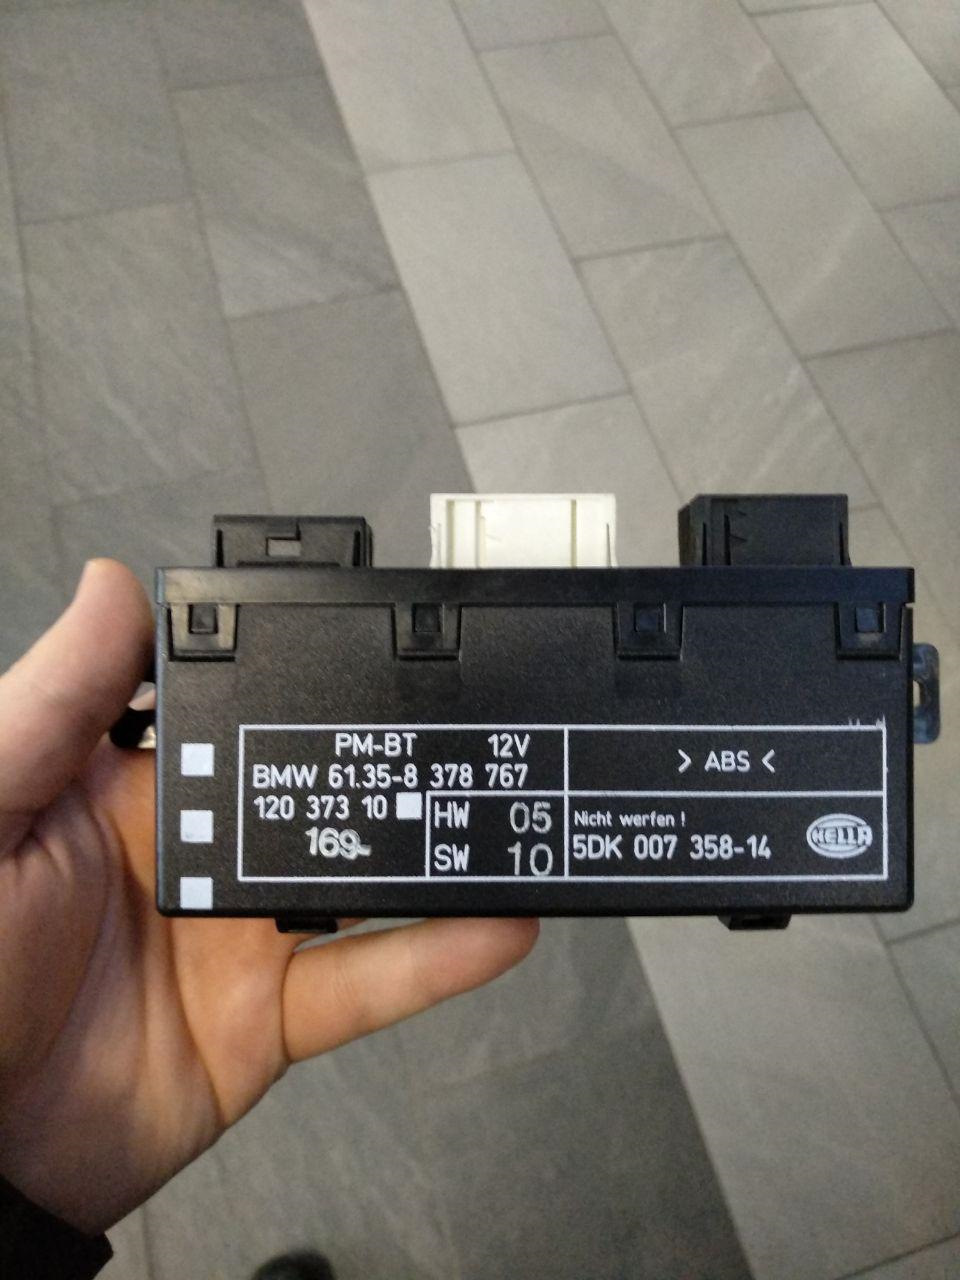 PM-BT 12V
BMW 61.35-8 378 767
120 373 10
169-
HW 05
SW 10
> ABS <
Nicht werfen !
5DK 007 358-14
HELLA